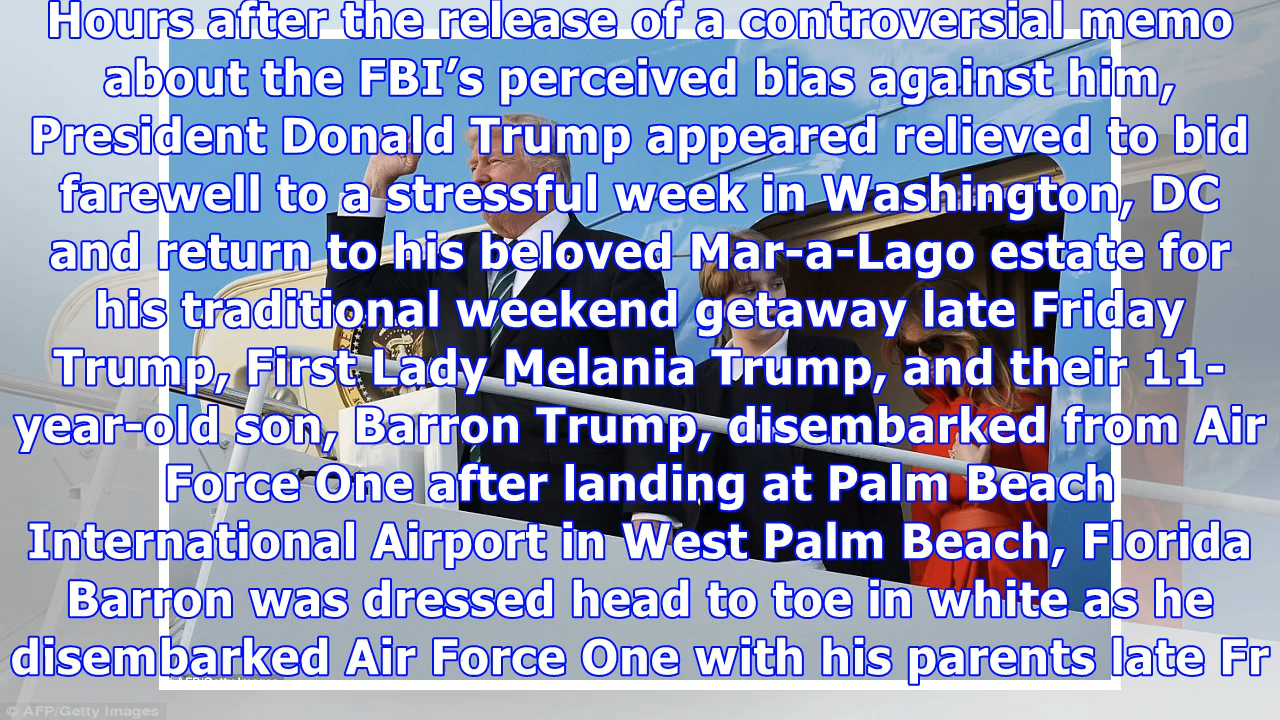 Hours after the release of a controversial memo
about the FBI’s perceived bias against him,
President Donald Trump appeared relieved to bid
farewell to a stressful week in Washington, DC
and return to his beloved Mar-a-Lago estate for
his traditional weekend getaway late Friday
Trump, First Lady Melania Trump, and their 11-
year-old son, Barron Trump, disembarked from Air
Force One after landing at Palm Beach
International Airport in West Palm Beach, Florida
Barron was dressed head to toe in white as he
disembarked Air Force One with his parents late Fr
© AFP/Getty Images